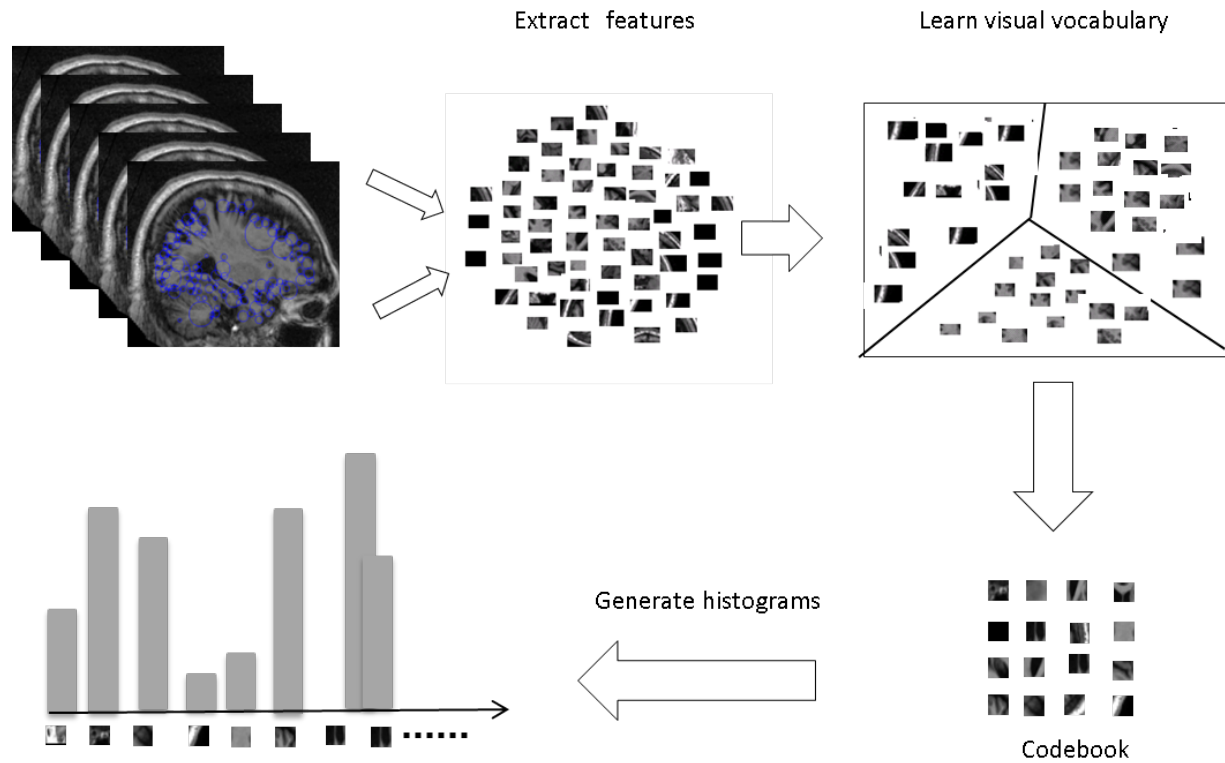 Extract features
Learn visual vocabulary
Generate histograms
Codebook